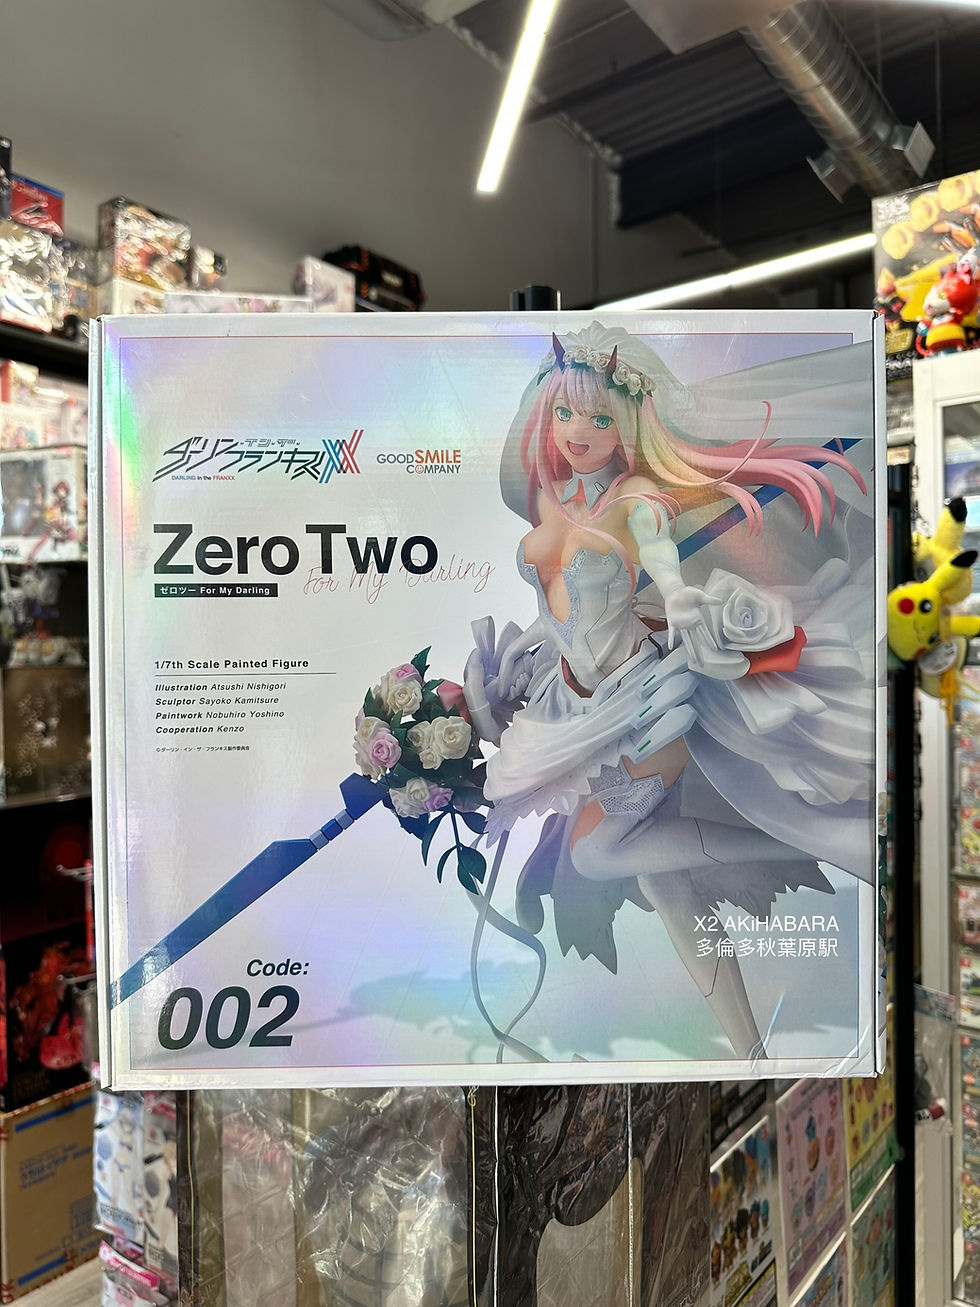 ダーリン・イン・ザ・フランキス
DARLING in the FRANXX
GOODSMILE
COMPANY
Zero Two
For My Darling
ゼロツー For My Darling
1/7th Scale Painted Figure
Illustration Atsushi Nishigori
Sculptor Sayoko Kamitsure
Paintwork Nobuhiro Yoshino
Cooperation Kenzo
©ダーリン・イン・ザ・フランキス製作委員会
X2 AKiHABARA
多倫多秋葉原駅
Code:
002